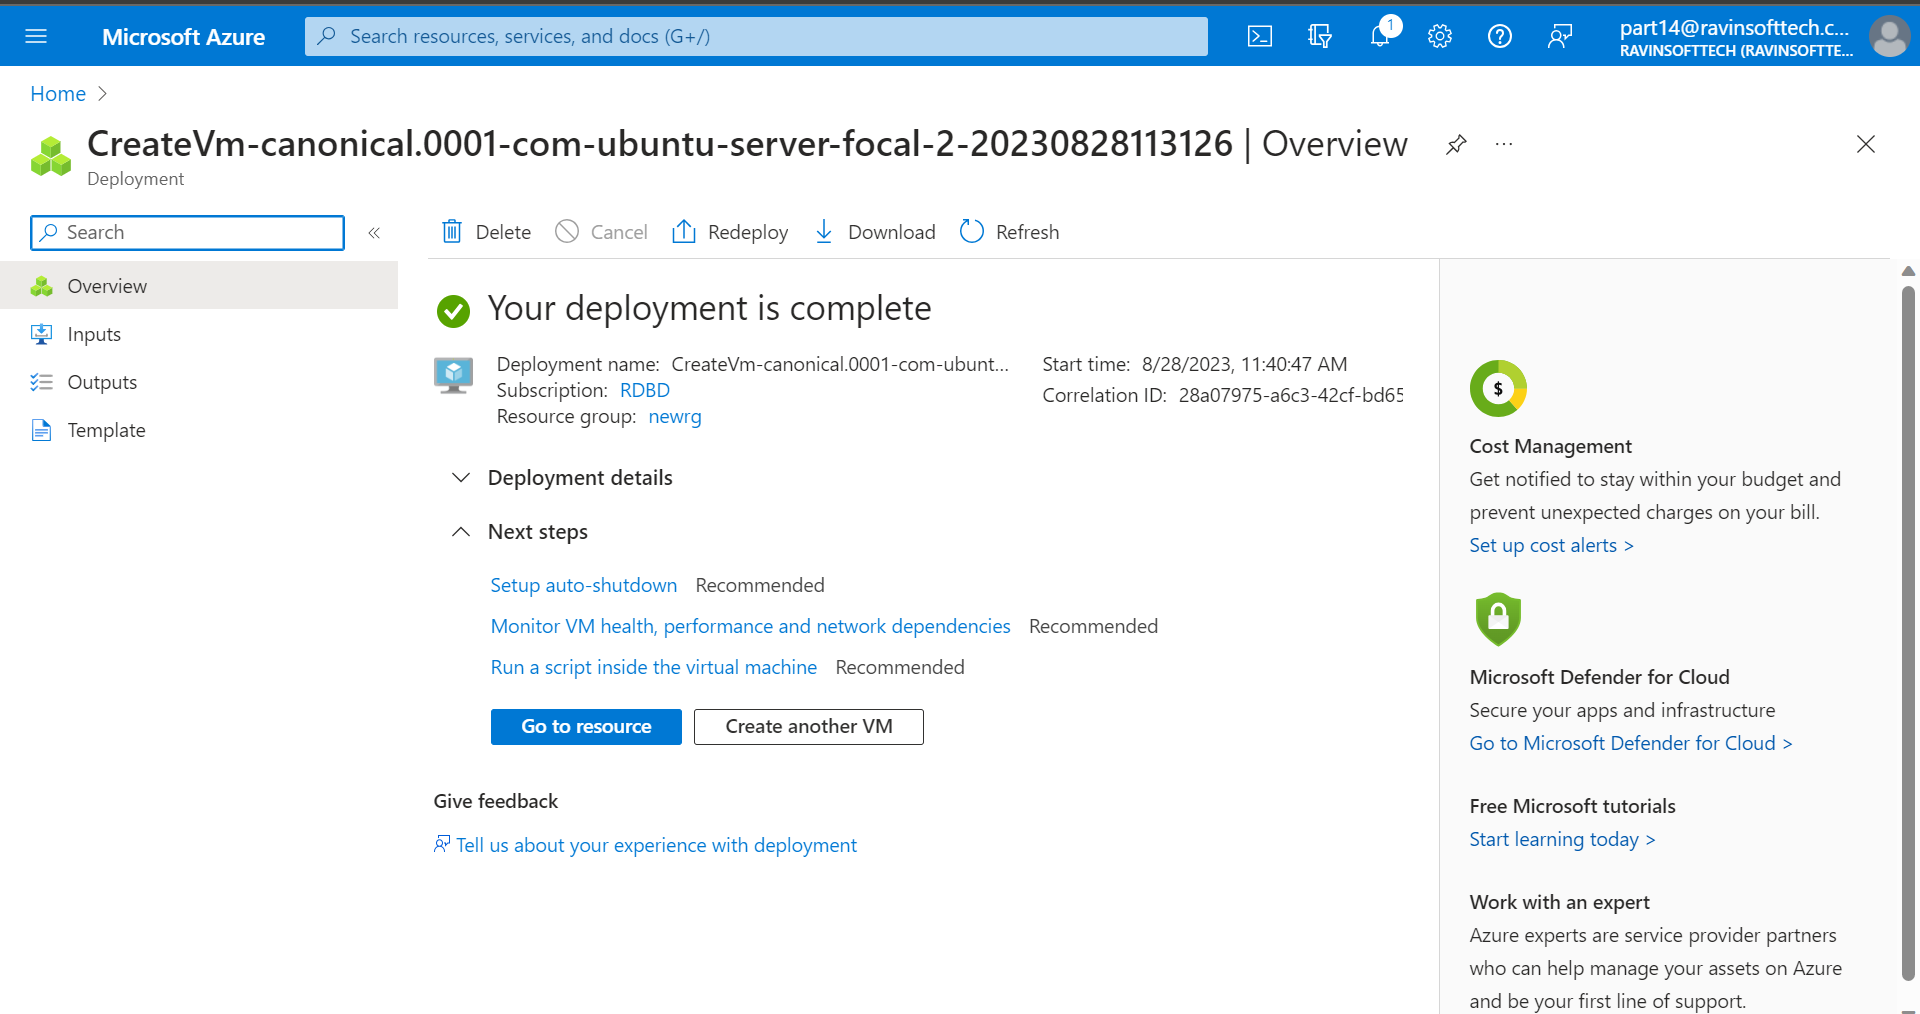 Microsoft Azure
Search resources, services, and docs (G+/)
1
part14@ravinsofttech.c...
RAVINSOFTTECH (RAVINSOFTTE...
Home
CreateVm-canonical.0001-com-ubuntu-server-focal-2-20230828113126 | Overview
...
Deployment
Search
«
Overview
Inputs
Outputs
Template
Delete
Cancel
Redeploy
Download
Refresh
Your deployment is complete
Deployment name: CreateVm-canonical.0001-com-ubunt...
Subscription: RDBD
Resource group: newrg
Start time: 8/28/2023, 11:40:47 AM
Correlation ID: 28a07975-a6c3-42cf-bd65
Deployment details
Next steps
Setup auto-shutdown Recommended
Monitor VM health, performance and network dependencies Recommended
Run a script inside the virtual machine Recommended
Go to resource
Create another VM
Give feedback
Tell us about your experience with deployment
$
Cost Management
Get notified to stay within your budget and
prevent unexpected charges on your bill.
Set up cost alerts >
Microsoft Defender for Cloud
Secure your apps and infrastructure
Go to Microsoft Defender for Cloud >
Free Microsoft tutorials
Start learning today >
Work with an expert
Azure experts are service provider partners
who can help manage your assets on Azure
and be your first line of support.